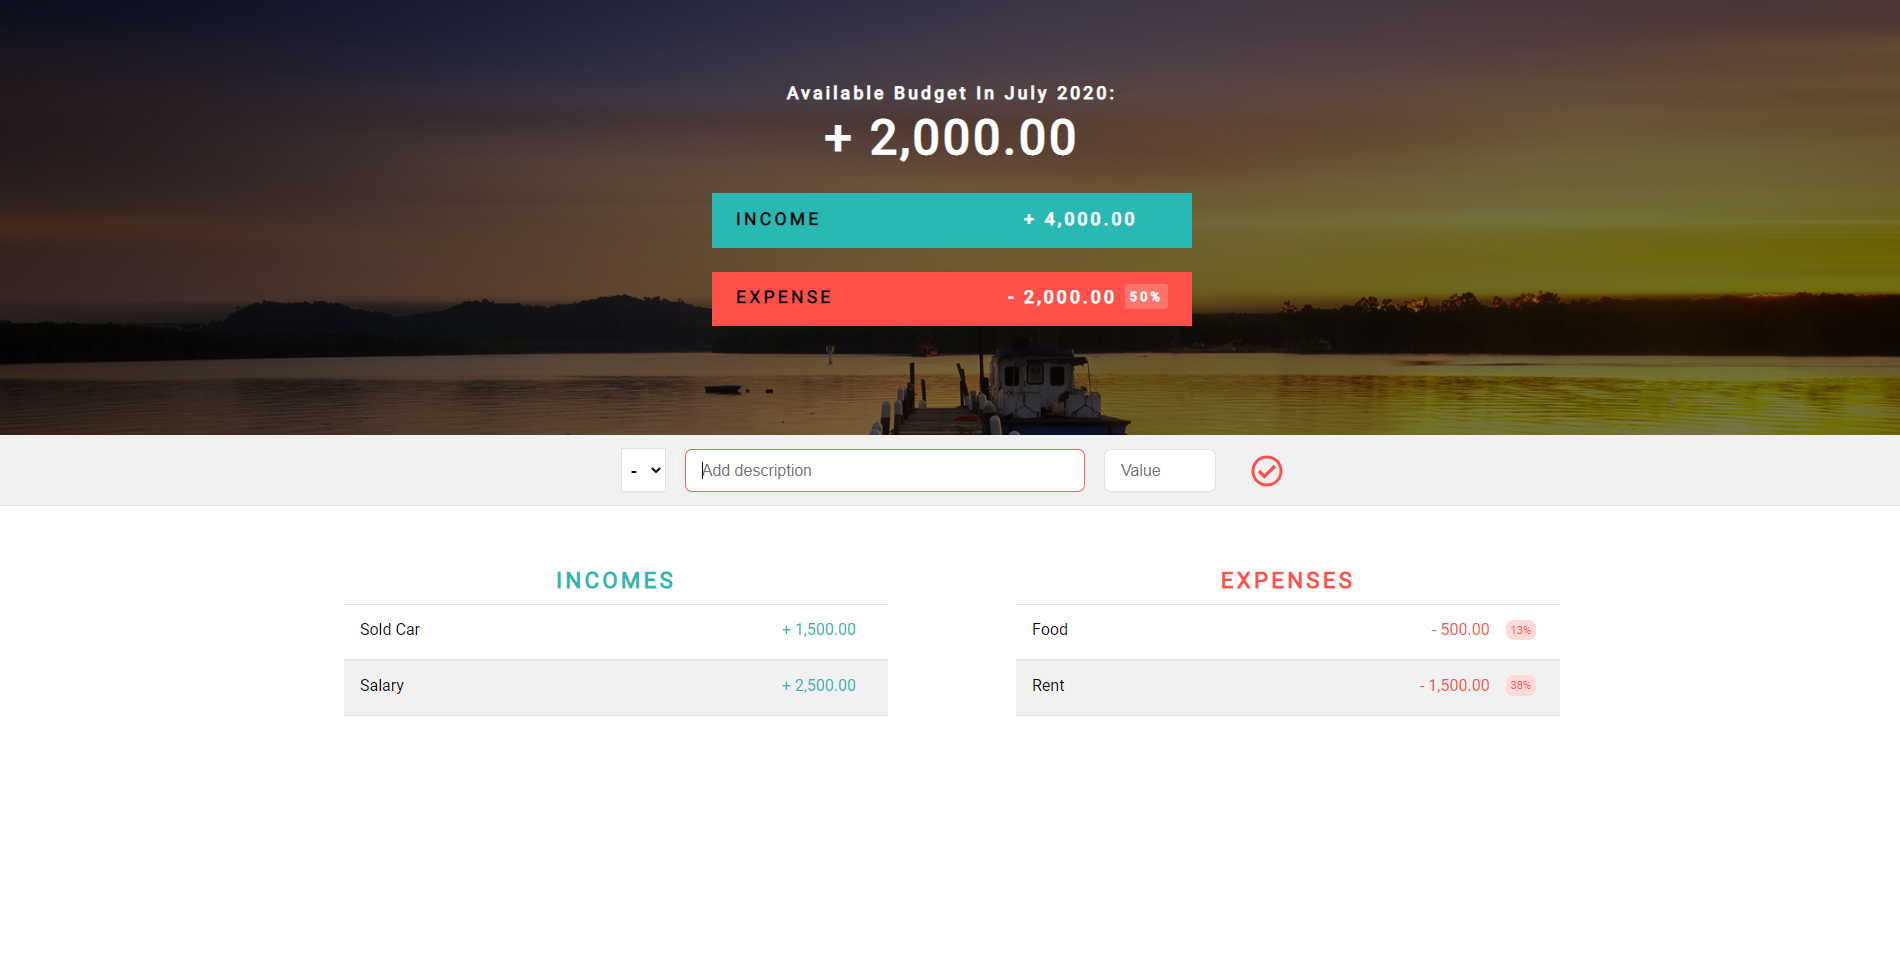 Available Budget In July 2020:
+ 2,000.00
INCOME + 4,000.00
EXPENSE - 2,000.00 50%
- Add description Value
INCOMES
Sold Car + 1,500.00
Salary + 2,500.00
EXPENSES
Food - 500.00 13%
Rent - 1,500.00 38%